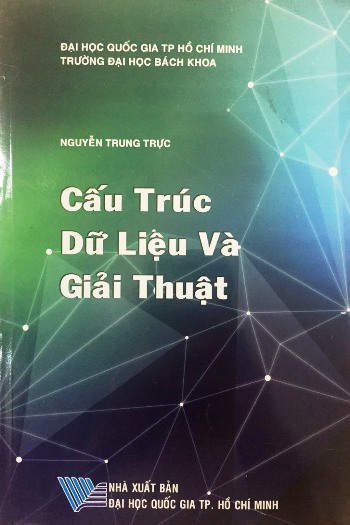 ĐẠI HỌC QUỐC GIA TP HỒ CHÍ MINH
TRƯỜNG ĐẠI HỌC BÁCH KHOA
NGUYỄN TRUNG TRỰC
Cấu Trúc
Dữ Liệu Và
Giải Thuật
NHÀ XUẤT BẢN
ĐẠI HỌC QUỐC GIA TP. HỒ CHÍ MINH